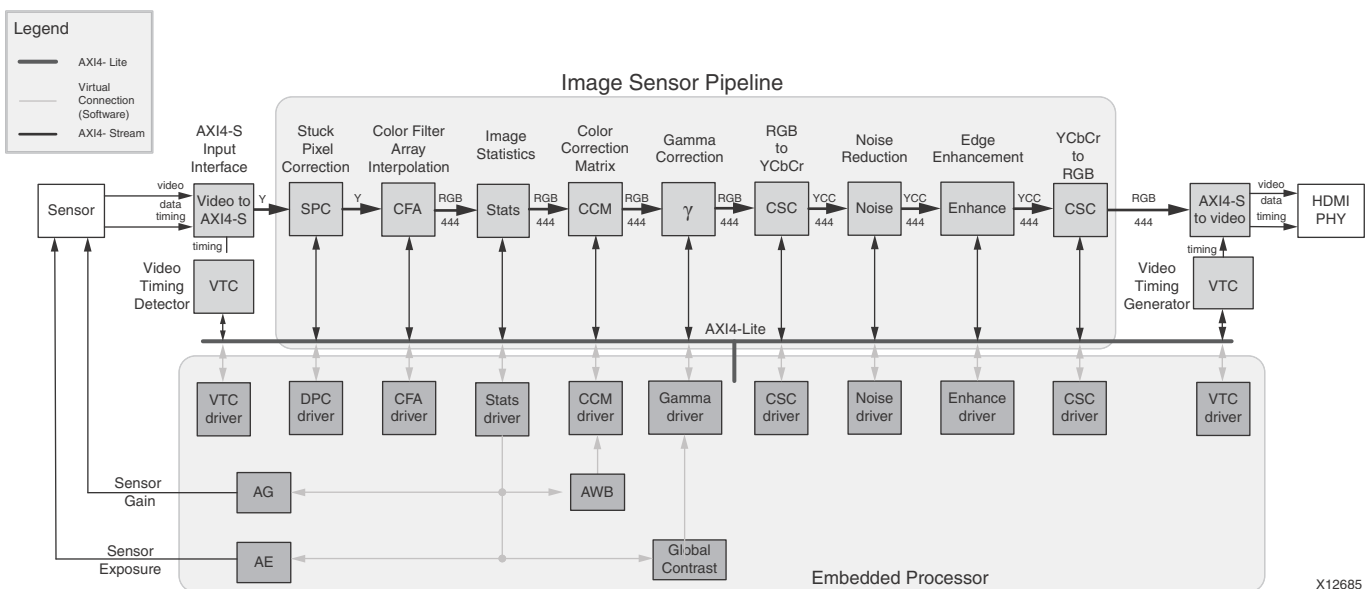 Legend
AXI4- Lite
Virtual
Connection
(Software)
AXI4- Stream
Image Sensor Pipeline
AXI4-S
Input
Interface
Stuck
Pixel
Correction
Color Filter
Array
Interpolation
Image
Statistics
Color
Correction
Matrix
Gamma
Correction
RGB
to
YCbCr
Noise
Reduction
Edge
Enhancement
YCbCr
to
RGB
Sensor
video
data
timing
Video to
AXI4-S
Y
SPC
Y
CFA
RGB
444
Stats
RGB
444
CCM
RGB
444
γ
RGB
444
CSC
YCC
444
Noise
YCC
444
Enhance
YCC
444
CSC
RGB
444
AXI4-S
to video
video
data
timing
HDMI
PHY
timing
Video
Timing
Detector
VTC
timing
Video
Timing
Generator
VTC
AXI4-Lite
VTC
driver
DPC
driver
CFA
driver
Stats
driver
CCM
driver
Gamma
driver
CSC
driver
Noise
driver
Enhance
driver
CSC
driver
VTC
driver
Sensor
Gain
AG
AWB
Sensor
Exposure
AE
Global
Contrast
Embedded Processor
X12685